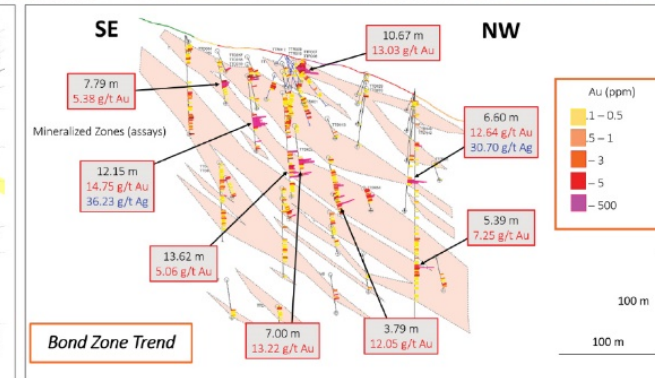 SE
NW
10.67 m
13.03 g/t Au
7.79 m
5.38 g/t Au
Au (ppm)
.1 – 0.5
.5 – 1
– 3
– 5
– 500
Mineralized Zones (assays)
6.60 m
12.64 g/t Au
30.70 g/t Ag
12.15 m
14.75 g/t Au
36.23 g/t Ag
5.39 m
7.25 g/t Au
13.62 m
5.06 g/t Au
100 m
7.00 m
13.22 g/t Au
3.79 m
12.05 g/t Au
Bond Zone Trend
100 m